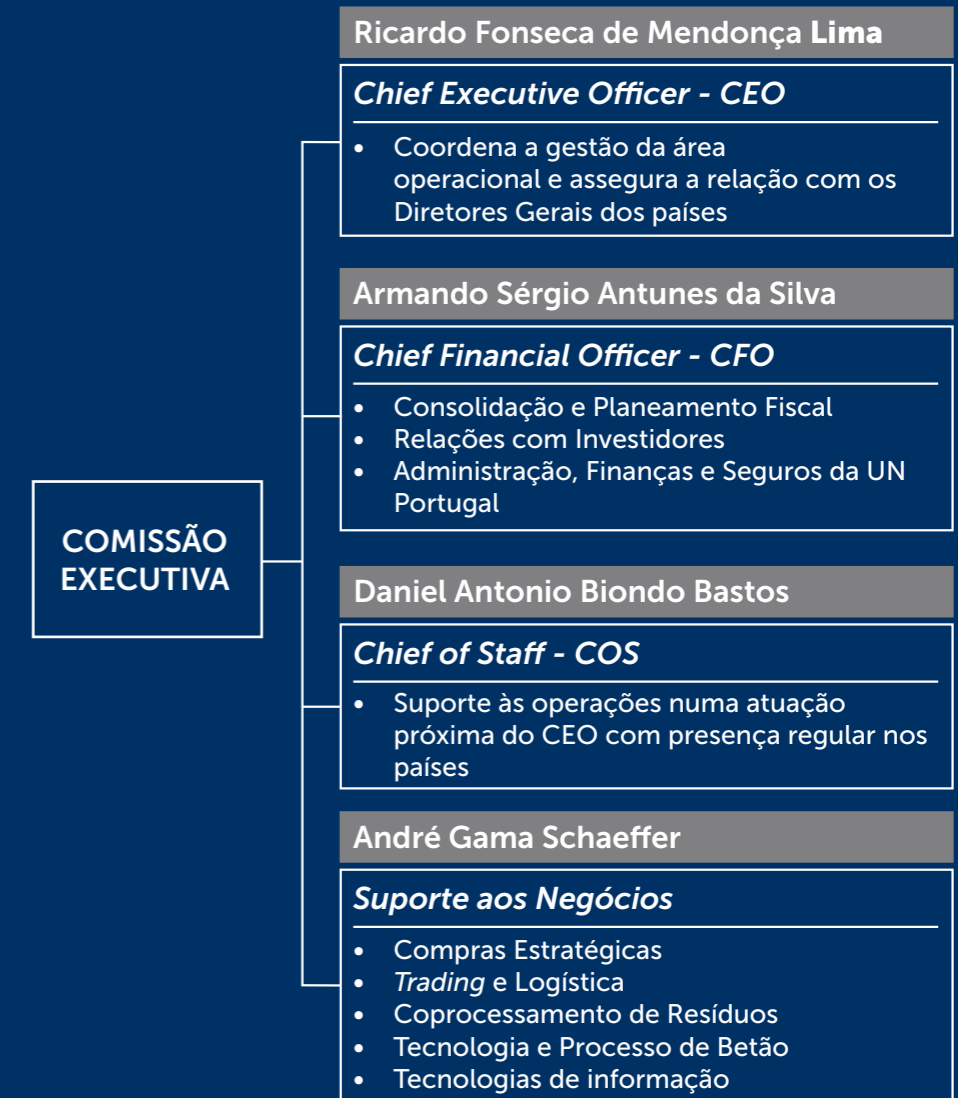 Ricardo Fonseca de Mendonça Lima
Chief Executive Officer - CEO
• Coordena a gestão da área
operacional e assegura a relação com os
Diretores Gerais dos países
Armando Sérgio Antunes da Silva
Chief Financial Officer - CFO
• Consolidação e Planeamento Fiscal
• Relações com Investidores
• Administração, Finanças e Seguros da UN
Portugal
COMISSÃO
EXECUTIVA
Daniel Antonio Biondo Bastos
Chief of Staff - COS
• Suporte às operações numa atuação
próxima do CEO com presença regular nos
países
André Gama Schaeffer
Suporte aos Negócios
• Compras Estratégicas
• Trading e Logística
• Coprocessamento de Resíduos
• Tecnologia e Processo de Betão
• Tecnologias de informação